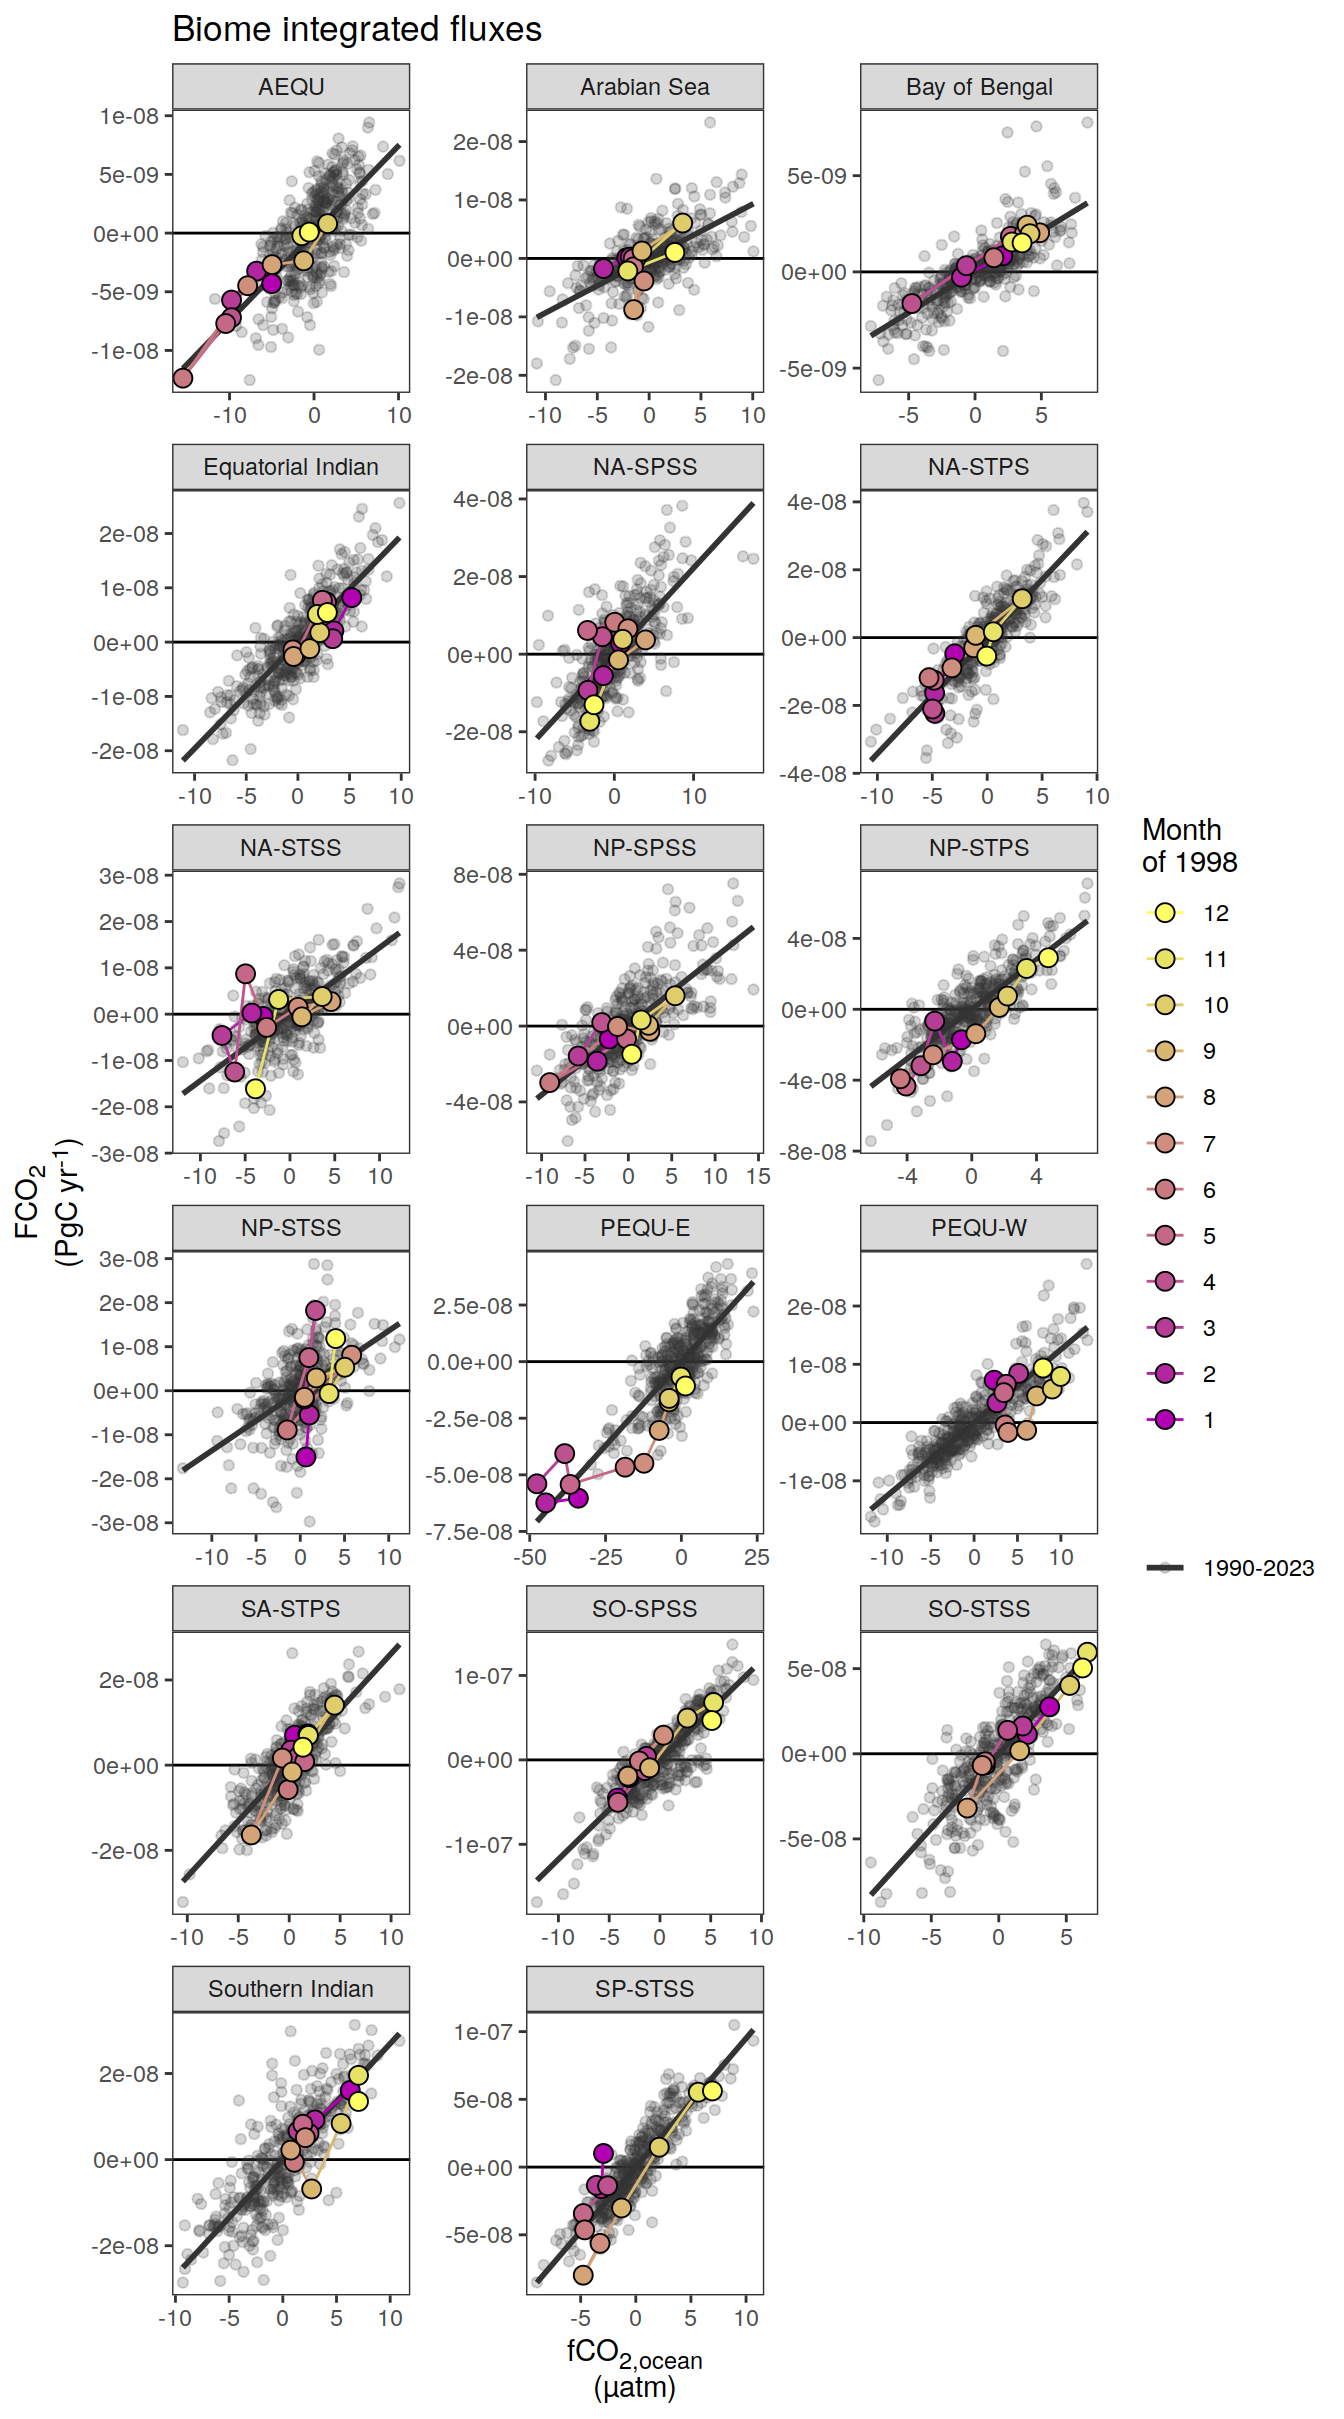 Biome integrated fluxes
AEQU
Arabian Sea
Bay of Bengal
1e-08
5e-09
0e+00
-5e-09
-1e-08
2e-08
1e-08
0e+00
-1e-08
-2e-08
5e-09
0e+00
-5e-09
-10 0 10
-10 -5 0 5 10
-5 0 5
Equatorial Indian
NA-SPSS
NA-STPS
2e-08
1e-08
0e+00
-1e-08
-2e-08
4e-08
2e-08
0e+00
-2e-08
4e-08
2e-08
0e+00
-2e-08
-4e-08
-10 -5 0 5 10
-10 0 10
-10 -5 0 5 10
NA-STSS
NP-SPSS
NP-STPS
3e-08
2e-08
1e-08
0e+00
-1e-08
-2e-08
-3e-08
8e-08
4e-08
0e+00
-4e-08
4e-08
0e+00
-4e-08
-8e-08
-10 -5 0 5 10
-10 -5 0 5 10 15
-4 0 4
NP-STSS
PEQU-E
PEQU-W
3e-08
2e-08
1e-08
0e+00
-1e-08
-2e-08
-3e-08
2.5e-08
0.0e+00
-2.5e-08
-5.0e-08
-7.5e-08
2e-08
1e-08
0e+00
-1e-08
-10 -5 0 5 10
-50 -25 0 25
-10 -5 0 5 10
SA-STPS
SO-SPSS
SO-STSS
2e-08
0e+00
-2e-08
1e-07
0e+00
-1e-07
5e-08
0e+00
-5e-08
-10 -5 0 5 10
-10 -5 0 5 10
-10 -5 0 5
Southern Indian
SP-STSS
2e-08
0e+00
-2e-08
1e-07
5e-08
0e+00
-5e-08
-10 -5 0 5 10
-5 0 5 10
FCO2
(PgC yr-1)
fCO2,ocean
(µatm)
Month
of 1998
12
11
10
9
8
7
6
5
4
3
2
1
1990-2023